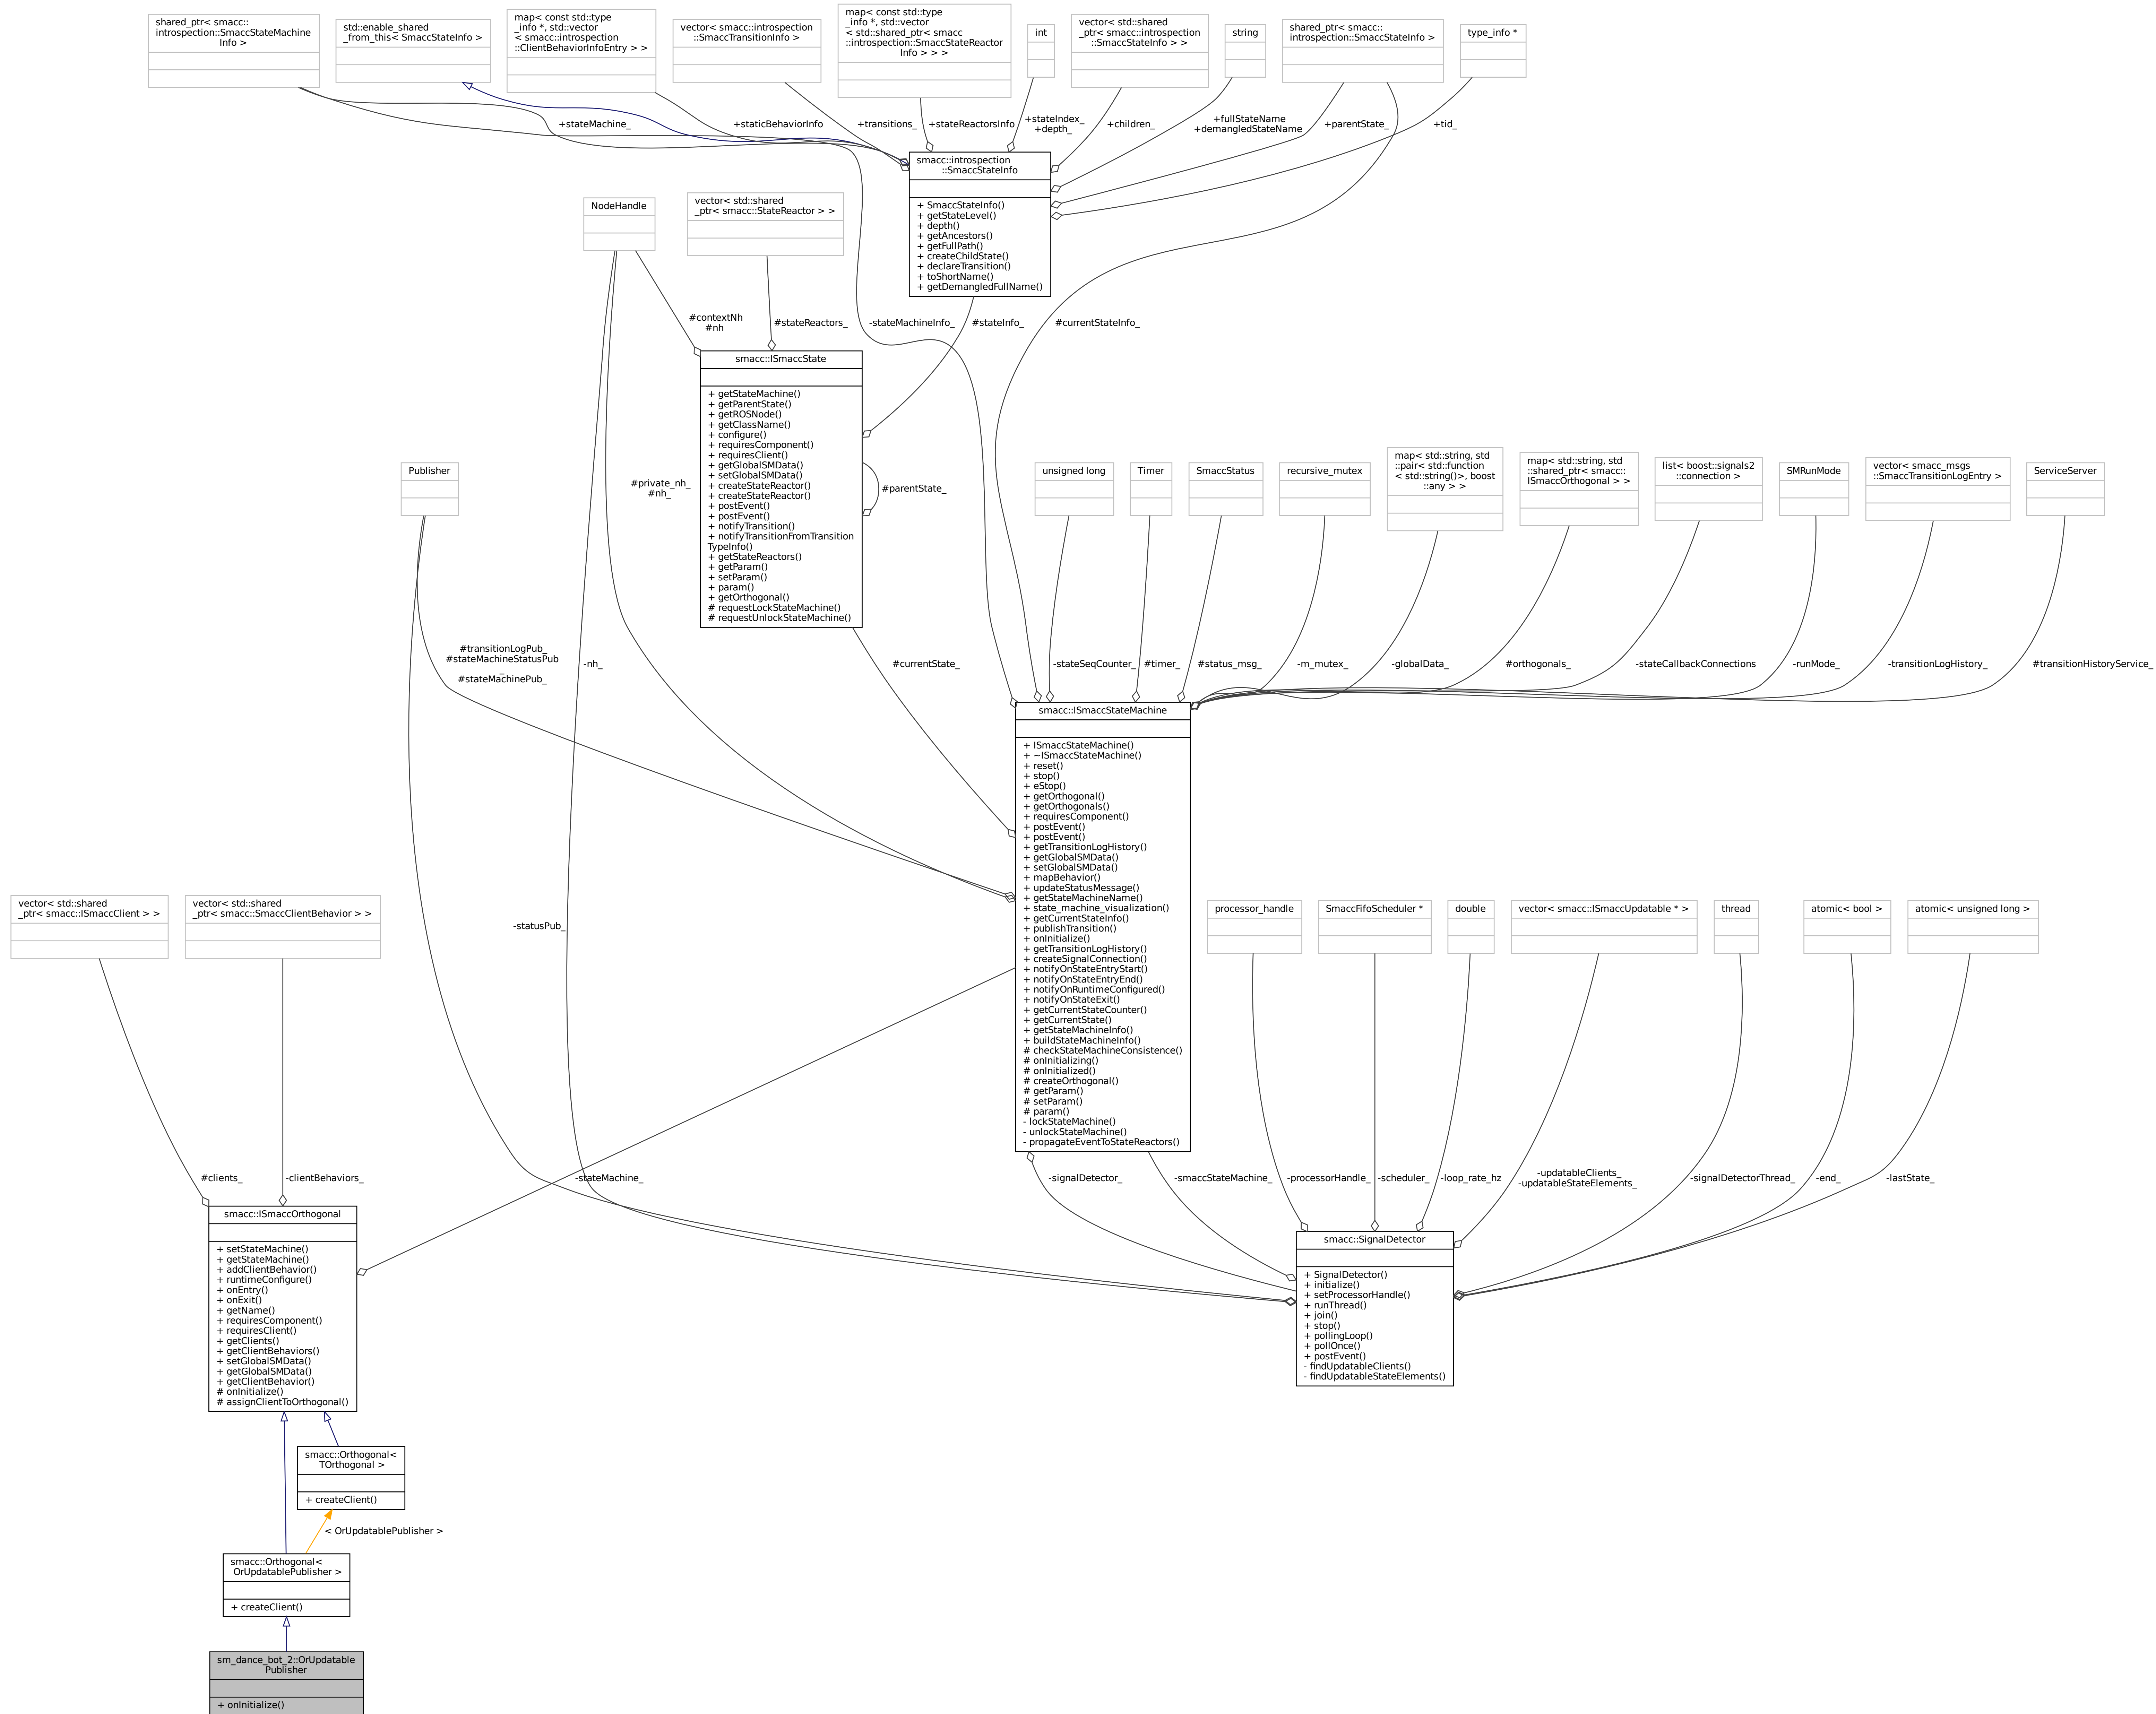 shared_ptr< smacc::
introspection::SmaccStateMachine
Info >
std::enable_shared
_from_this< SmaccStateInfo >
map< const std::type
_info *, std::vector
< smacc::introspection
::ClientBehaviorInfoEntry > >
vector< smacc::introspection
::SmaccTransitionInfo >
map< const std::type
_info *, std::vector
< std::shared_ptr< smacc
::introspection::SmaccStateReactor
Info > > >
int
vector< std::shared
_ptr< smacc::introspection
::SmaccStateInfo > >
string
shared_ptr< smacc::
introspection::SmaccStateInfo >
type_info *
+stateMachine_
+staticBehaviorInfo
+transitions_
+stateReactorsInfo
+stateIndex_
+depth_
+children_
+fullStateName
+demangledStateName
+parentState_
+tid_
smacc::introspection
::SmaccStateInfo
+ SmaccStateInfo()
+ getStateLevel()
+ depth()
+ getAncestors()
+ getFullPath()
+ createChildState()
+ declareTransition()
+ toShortName()
+ getDemangledFullName()
NodeHandle
vector< std::shared
_ptr< smacc::StateReactor > >
#contextNh
#nh
#stateReactors_
-stateMachineInfo_
#stateInfo_
#currentStateInfo_
smacc::ISmaccState
+ getStateMachine()
+ getParentState()
+ getROSNode()
+ getClassName()
+ configure()
+ requiresComponent()
+ requiresClient()
+ getGlobalSMData()
+ setGlobalSMData()
+ createStateReactor()
+ createStateReactor()
+ postEvent()
+ postEvent()
+ notifyTransition()
+ notifyTransitionFromTransition
TypeInfo()
+ getStateReactors()
+ getParam()
+ setParam()
+ param()
+ getOrthogonal()
# requestLockStateMachine()
# requestUnlockStateMachine()
#parentState_
#private_nh_
#nh_
Publisher
unsigned long
Timer
SmaccStatus
recursive_mutex
map< std::string, std
::pair< std::function
< std::string()>, boost
::any > >
map< std::string, std
::shared_ptr< smacc::
ISmaccOrthogonal > >
list< boost::signals2
::connection >
SMRunMode
vector< smacc_msgs
::SmaccTransitionLogEntry >
ServiceServer
#transitionLogPub_
#stateMachineStatusPub
_
#stateMachinePub_
-nh_
#currentState_
-stateSeqCounter_
#timer_
#status_msg_
-m_mutex_
-globalData_
#orthogonals_
-stateCallbackConnections
-runMode_
-transitionLogHistory_
#transitionHistoryService_
smacc::ISmaccStateMachine
+ ISmaccStateMachine()
+ ~ISmaccStateMachine()
+ reset()
+ stop()
+ eStop()
+ getOrthogonal()
+ getOrthogonals()
+ requiresComponent()
+ postEvent()
+ postEvent()
+ getTransitionLogHistory()
+ getGlobalSMData()
+ setGlobalSMData()
+ mapBehavior()
+ updateStatusMessage()
+ getStateMachineName()
+ state_machine_visualization()
+ getCurrentStateInfo()
+ publishTransition()
+ onInitialize()
+ getTransitionLogHistory()
+ createSignalConnection()
+ notifyOnStateEntryStart()
+ notifyOnStateEntryEnd()
+ notifyOnRuntimeConfigured()
+ notifyOnStateExit()
+ getCurrentStateCounter()
+ getCurrentState()
+ getStateMachineInfo()
+ buildStateMachineInfo()
# checkStateMachineConsistence()
# onInitializing()
# onInitialized()
# createOrthogonal()
# getParam()
# setParam()
# param()
- lockStateMachine()
- unlockStateMachine()
- propagateEventToStateReactors()
vector< std::shared
_ptr< smacc::ISmaccClient > >
vector< std::shared
_ptr< smacc::SmaccClientBehavior > >
-statusPub_
processor_handle
SmaccFifoScheduler *
double
vector< smacc::ISmaccUpdatable * >
thread
atomic< bool >
atomic< unsigned long >
#clients_
-clientBehaviors_
-stateMachine_
-signalDetector_
-smaccStateMachine_
-processorHandle_
-scheduler_
-loop_rate_hz
-updatableClients_
-updatableStateElements_
-signalDetectorThread_
-end_
-lastState_
smacc::ISmaccOrthogonal
+ setStateMachine()
+ getStateMachine()
+ addClientBehavior()
+ runtimeConfigure()
+ onEntry()
+ onExit()
+ getName()
+ requiresComponent()
+ requiresClient()
+ getClients()
+ getClientBehaviors()
+ setGlobalSMData()
+ getGlobalSMData()
+ getClientBehavior()
# onInitialize()
# assignClientToOrthogonal()
smacc::SignalDetector
+ SignalDetector()
+ initialize()
+ setProcessorHandle()
+ runThread()
+ join()
+ stop()
+ pollingLoop()
+ pollOnce()
+ postEvent()
- findUpdatableClients()
- findUpdatableStateElements()
smacc::Orthogonal<
TOrthogonal >
+ createClient()
< OrUpdatablePublisher >
smacc::Orthogonal<
OrUpdatablePublisher >
+ createClient()
sm_dance_bot_2::OrUpdatable
Publisher
+ onInitialize()